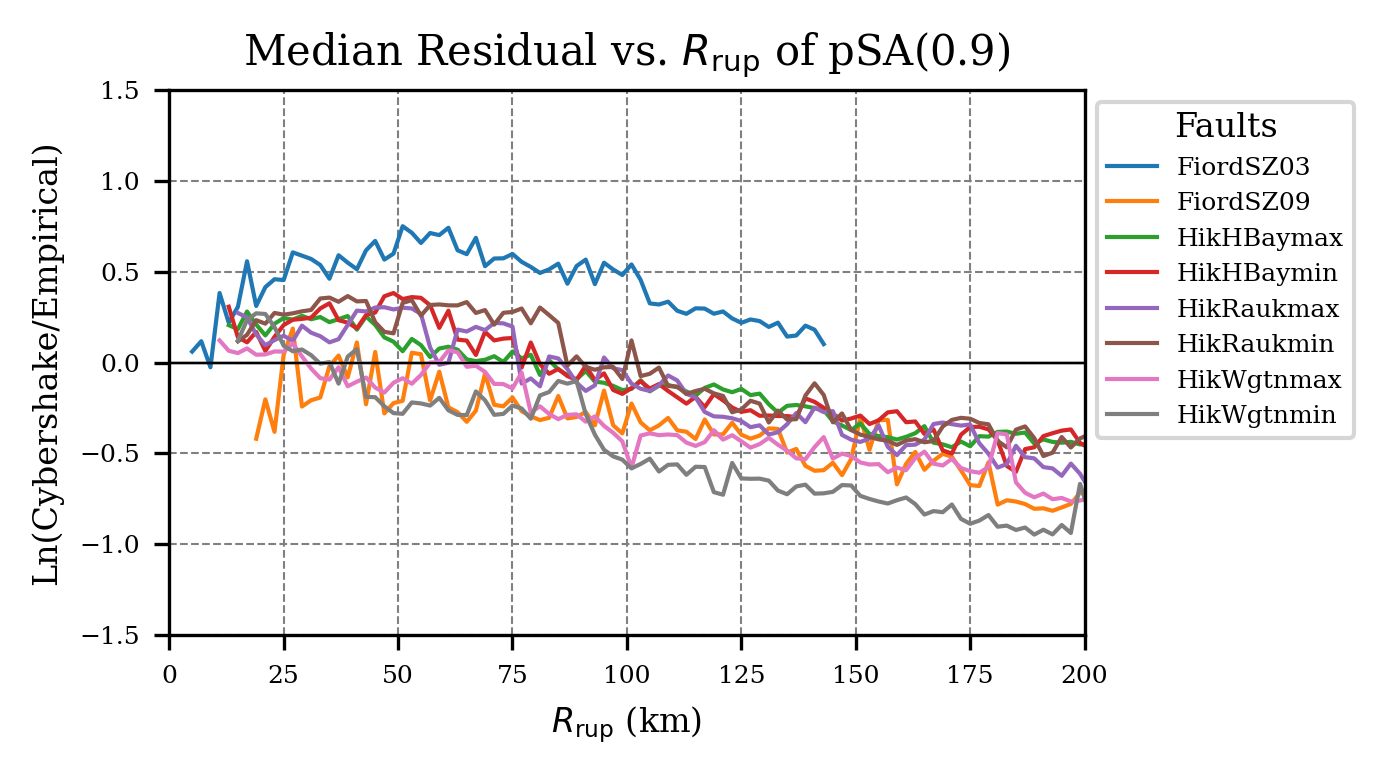 Median Residual vs. Rrup of pSA(0.9)
Ln(Cybershake/Empirical)
1.5
1.0
0.5
0.0
−0.5
−1.0
−1.5
0 25 50 75 100 125 150 175 200
Rrup (km)
Faults
FiordSZ03
FiordSZ09
HikHBaymax
HikHBaymin
HikRaukmax
HikRaukmin
HikWgtnmax
HikWgtnmin